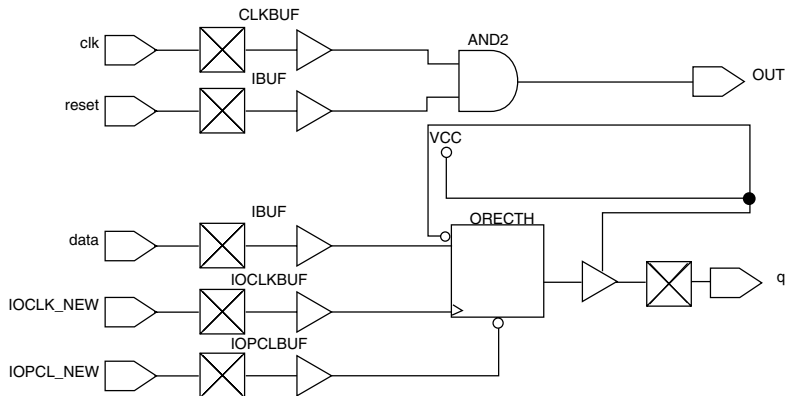 CLKBUF
clk
AND2
OUT
IBUF
reset
VCC
ORECTH
IBUF
data
q
IOCLKBUF
IOCLK_NEW
IOPCLBUF
IOPCL_NEW